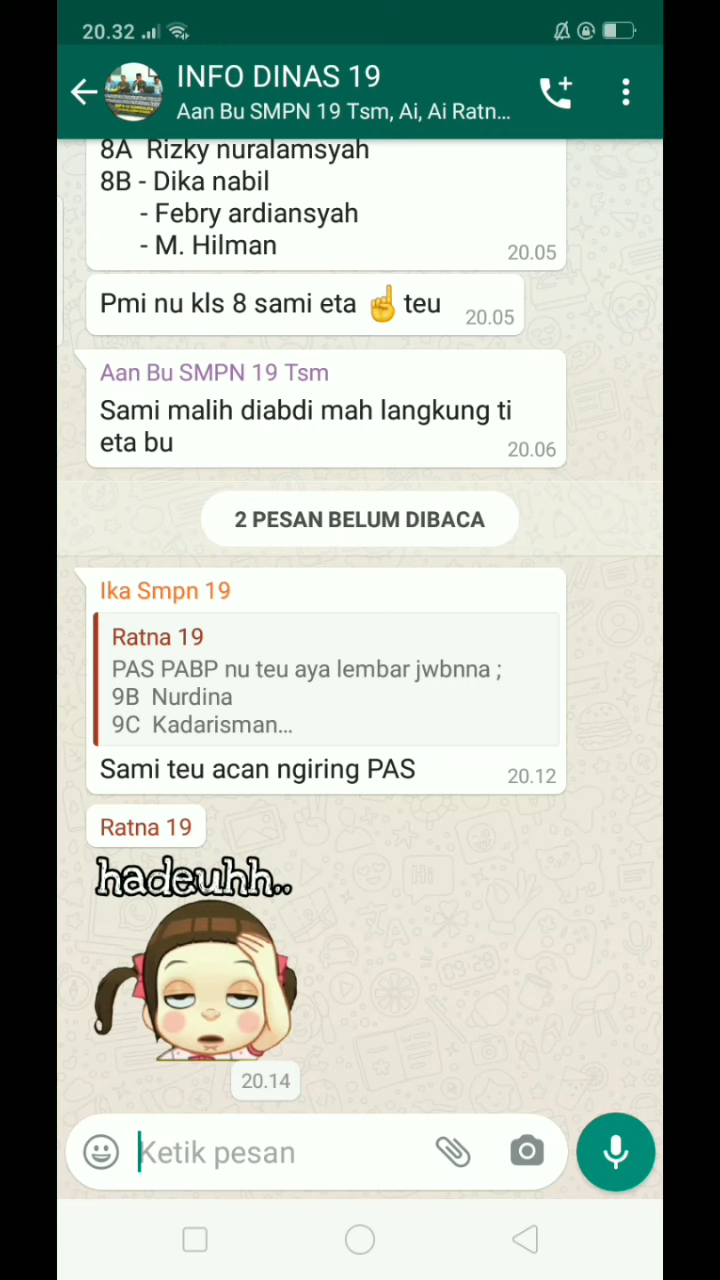 20.32
INFO DINAS 19
Aan Bu SMPN 19 Tsm, Ai, Ai Ratn...
8A  Rizky nuralamsyah
8B - Dika nabil
- Febry ardiansyah
- M. Hilman
20.05
Pmi nu kls 8 sami eta ☝ teu
20.05
Aan Bu SMPN 19 Tsm
Sami malih diabdi mah langkung ti
eta bu
20.06
2 PESAN BELUM DIBACA
Ika Smpn 19
Ratna 19
PAS PABP nu teu aya lembar jwbnna ;
9B  Nurdina
9C  Kadarisman...
Sami teu acan ngiring PAS
20.12
Ratna 19
hadeuhh..
20.14
Ketik pesan